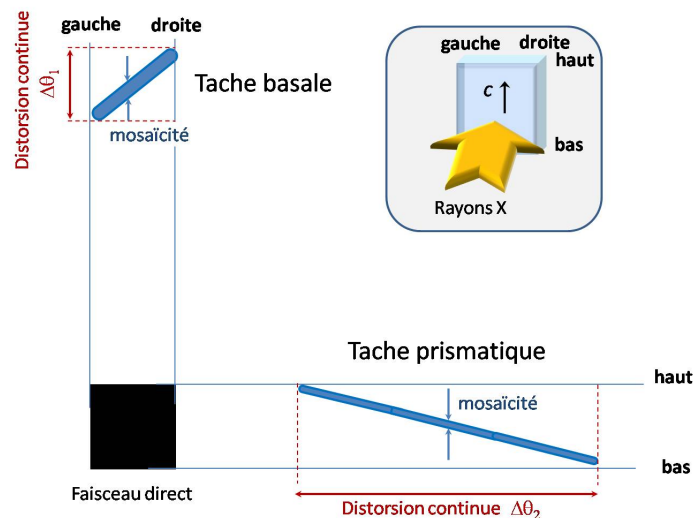 gauche droite
Distorsion continue
Δθ1
Tache basale
mosaïcité
gauche droite
haut
c
bas
Rayons X
Tache prismatique
haut
mosaïcité
bas
Faisceau direct
Distorsion continue Δθ2